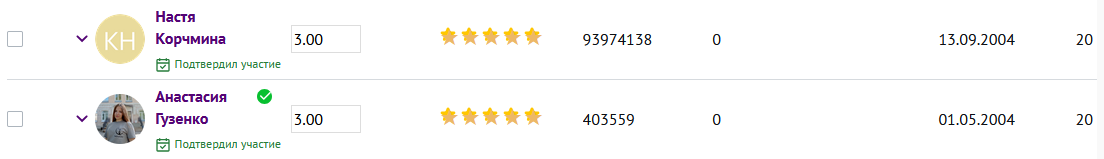 Настя
Корчмина
КН
3.00
93974138
0
13.09.2004
20
Подтвердил участие
Анастасия
Гузенко
3.00
403559
0
01.05.2004
20
Подтвердил участие